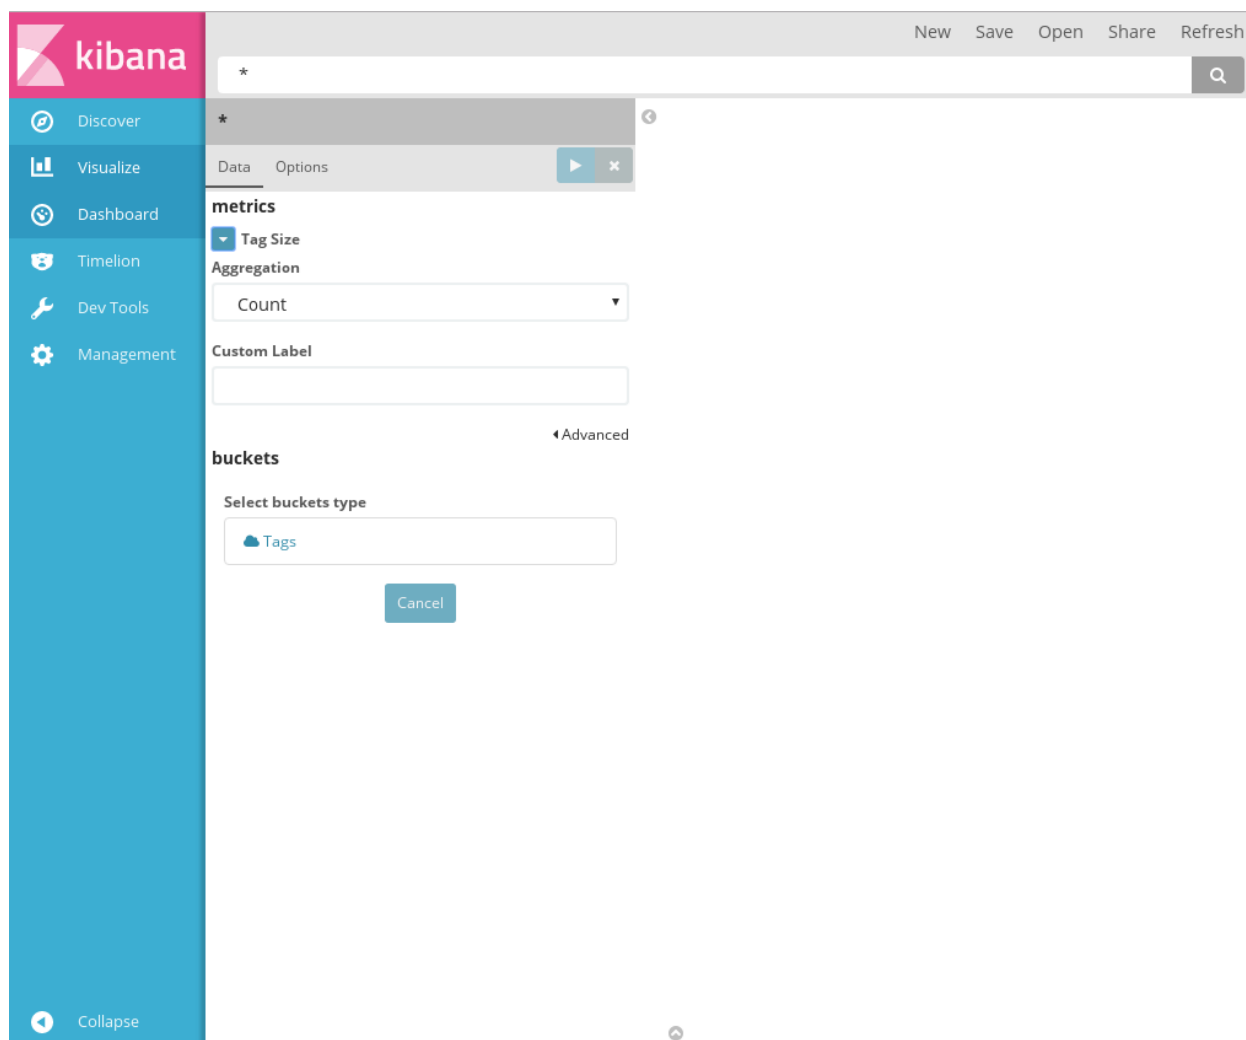 kibana
New Save Open Share Refresh
*
Discover
Visualize
Dashboard
Timelion
Dev Tools
Management
Collapse
*
Data Options
metrics
Tag Size
Aggregation
Count
Custom Label
Advanced
buckets
Select buckets type
Tags
Cancel